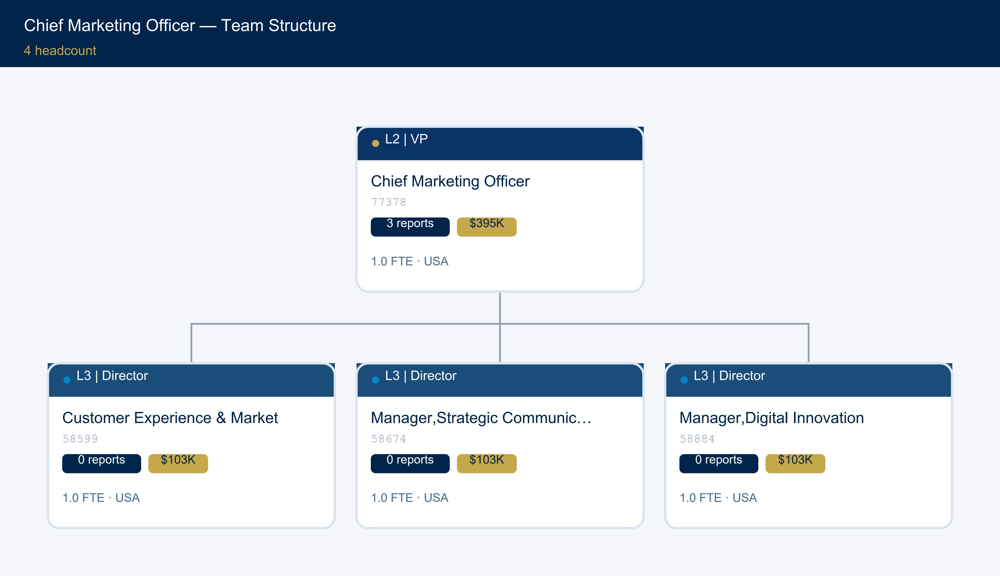 Chief Marketing Officer — Team Structure
4 headcount
L2 | VP
Chief Marketing Officer
77378
3 reports $395K
1.0 FTE · USA
L3 | Director
Customer Experience & Market
58599
0 reports $103K
1.0 FTE · USA
L3 | Director
Manager,Strategic Communic…
58674
0 reports $103K
1.0 FTE · USA
L3 | Director
Manager,Digital Innovation
58884
0 reports $103K
1.0 FTE · USA